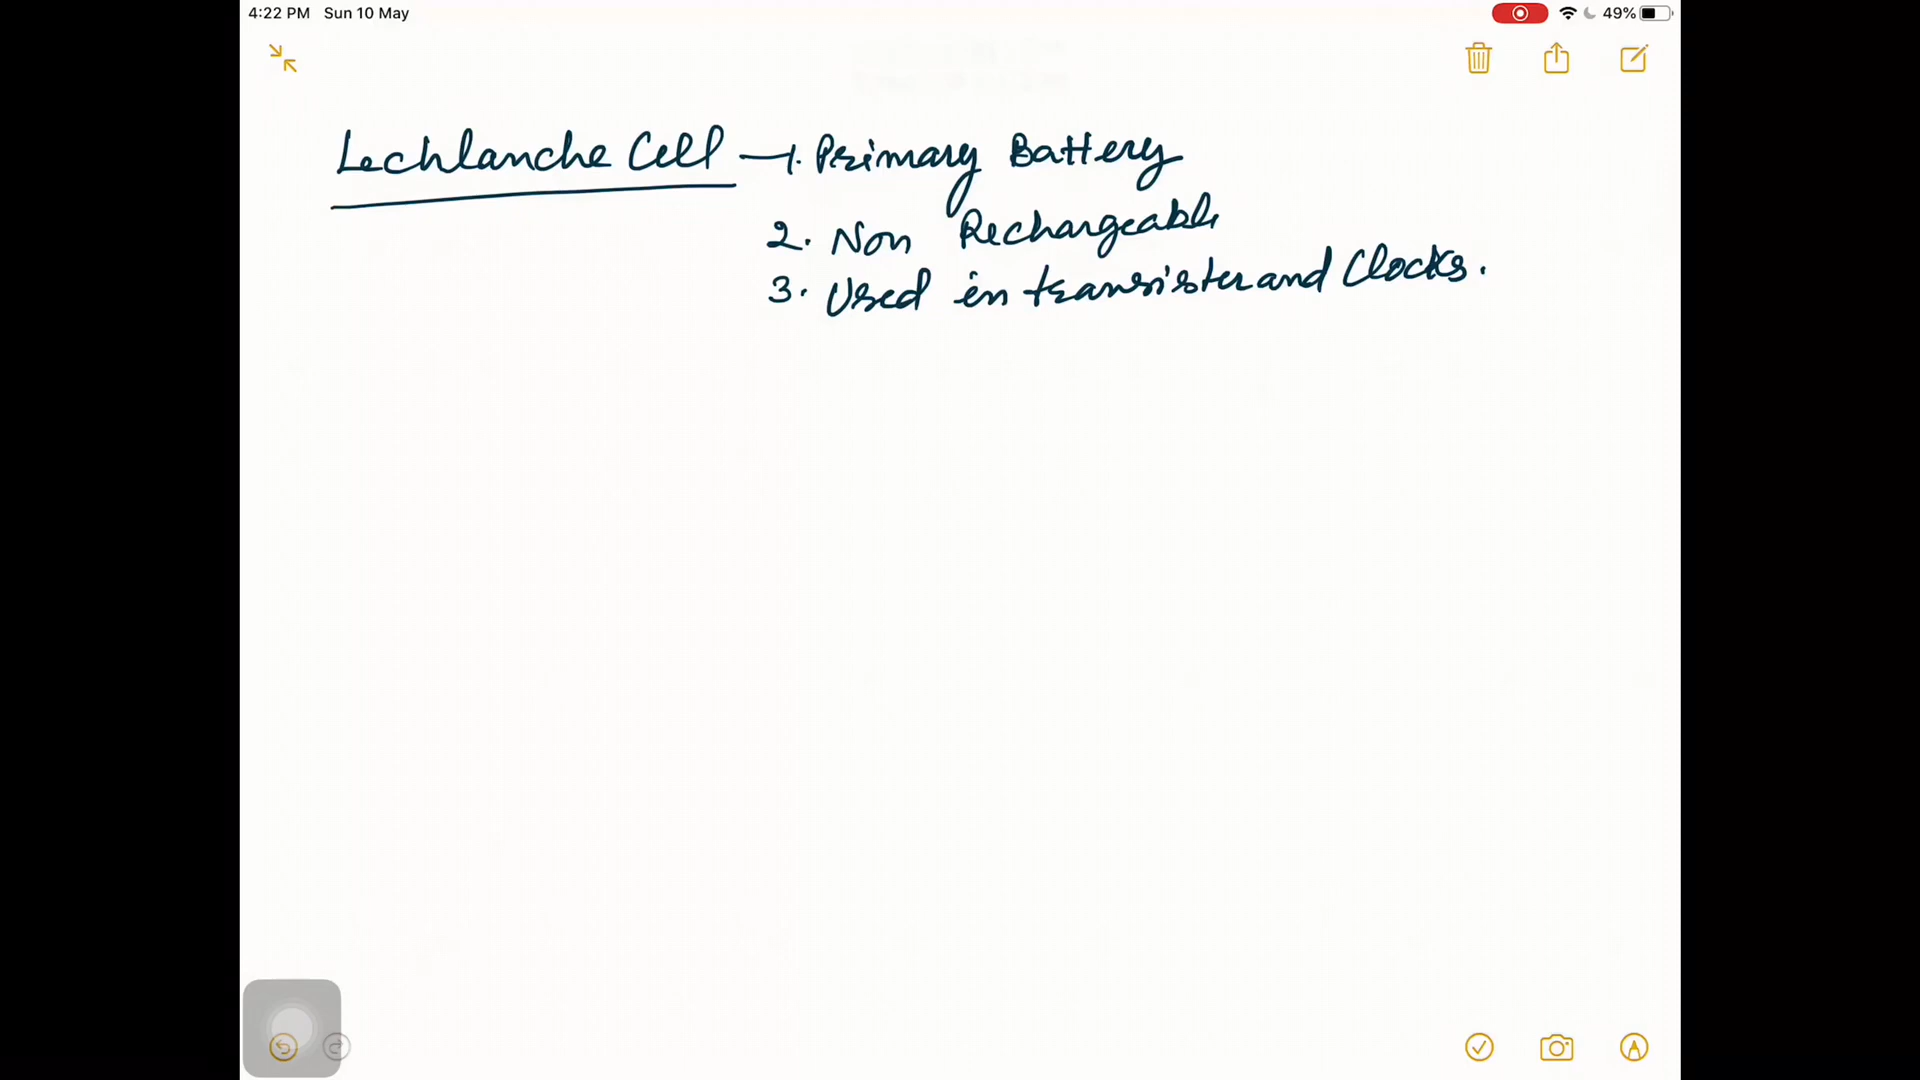 4:22 PM Sun 10 May 49%
Lechlanche Cell → 1. Primary Battery
2. Non Rechargeable
3. Used in transister and Clocks.